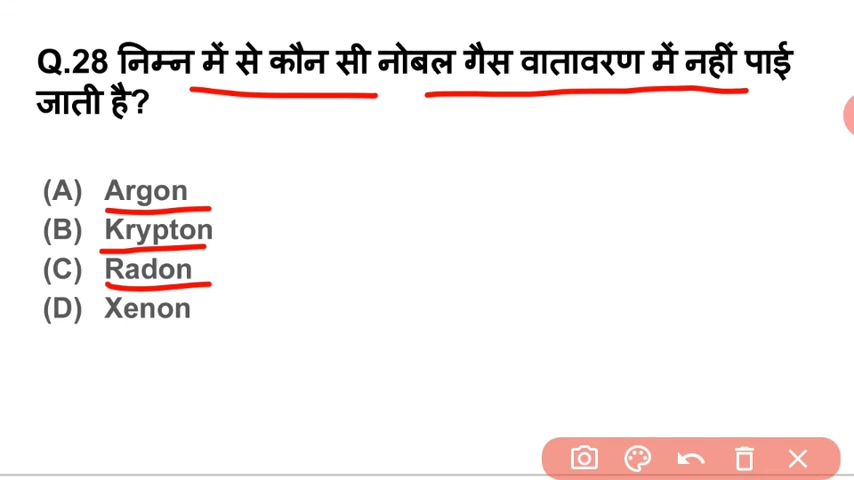 Q.28 निम्न में से कौन सी नोबल गैस वातावरण में नहीं पाई
जाती है?
(A) Argon
(B) Krypton
(C) Radon
(D) Xenon